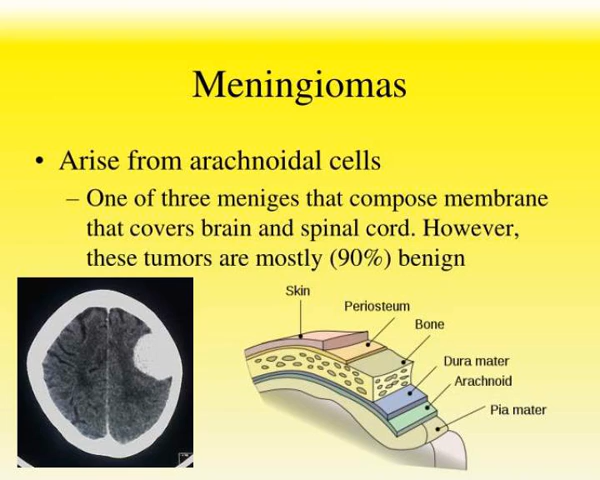 Meningiomas
• Arise from arachnoidal cells
– One of three meniges that compose membrane
that covers brain and spinal cord. However,
these tumors are mostly (90%) benign
Skin
Periosteum
Bone
Dura mater
Arachnoid
Pia mater